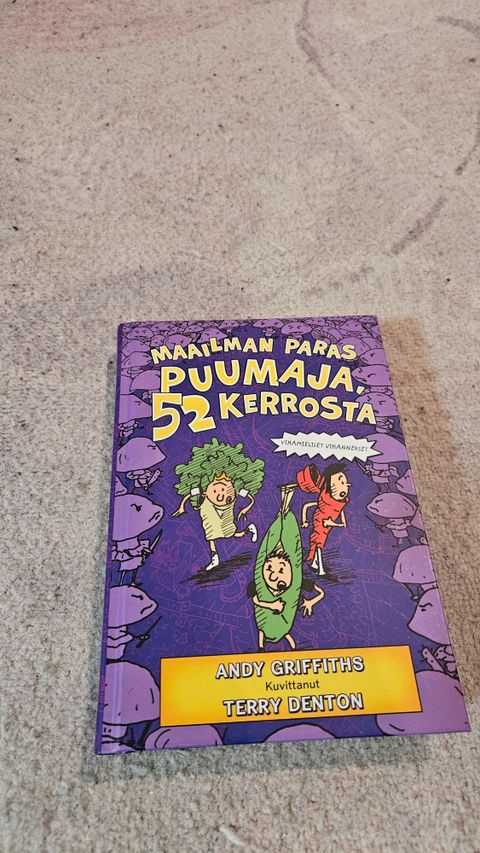 MAAILMAN PARAS
PUUMAJA,
52 KERROSTA
VIHAMIELISET VIHANNEKSET
ANDY GRIFFITHS
Kuvittanut
TERRY DENTON